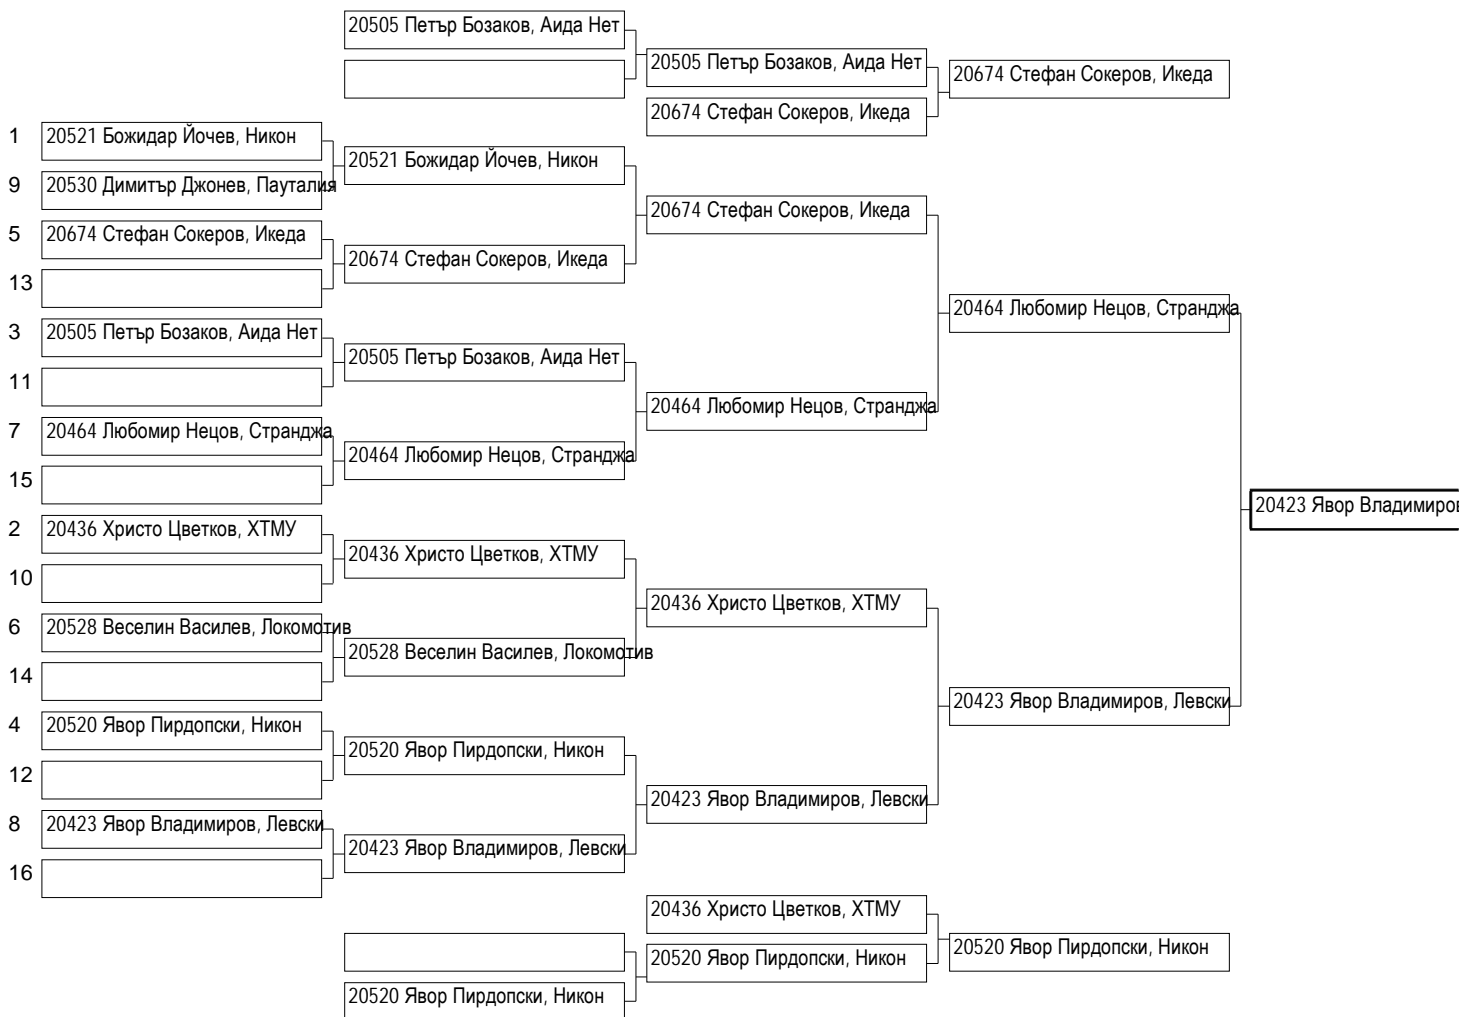 20505 Петър Бозаков, Аида Нет
20505 Петър Бозаков, Аида Нет
20674 Стефан Сокеров, Икеда
20674 Стефан Сокеров, Икеда
1 20521 Божидар Йочев, Никон
20521 Божидар Йочев, Никон
9 20530 Димитър Джонев, Пауталия
20674 Стефан Сокеров, Икеда
5 20674 Стефан Сокеров, Икеда
20674 Стефан Сокеров, Икеда
13
20464 Любомир Нецов, Странджа
3 20505 Петър Бозаков, Аида Нет
20505 Петър Бозаков, Аида Нет
11
20464 Любомир Нецов, Странджа
7 20464 Любомир Нецов, Странджа
20464 Любомир Нецов, Странджа
15
20423 Явор Владимиров
2 20436 Христо Цветков, ХТМУ
20436 Христо Цветков, ХТМУ
10
20436 Христо Цветков, ХТМУ
6 20528 Веселин Василев, Локомотив
20528 Веселин Василев, Локомотив
14
20423 Явор Владимиров, Левски
4 20520 Явор Пирдопски, Никон
20520 Явор Пирдопски, Никон
12
20423 Явор Владимиров, Левски
8 20423 Явор Владимиров, Левски
20423 Явор Владимиров, Левски
16
20436 Христо Цветков, ХТМУ
20520 Явор Пирдопски, Никон
20520 Явор Пирдопски, Никон
20520 Явор Пирдопски, Никон